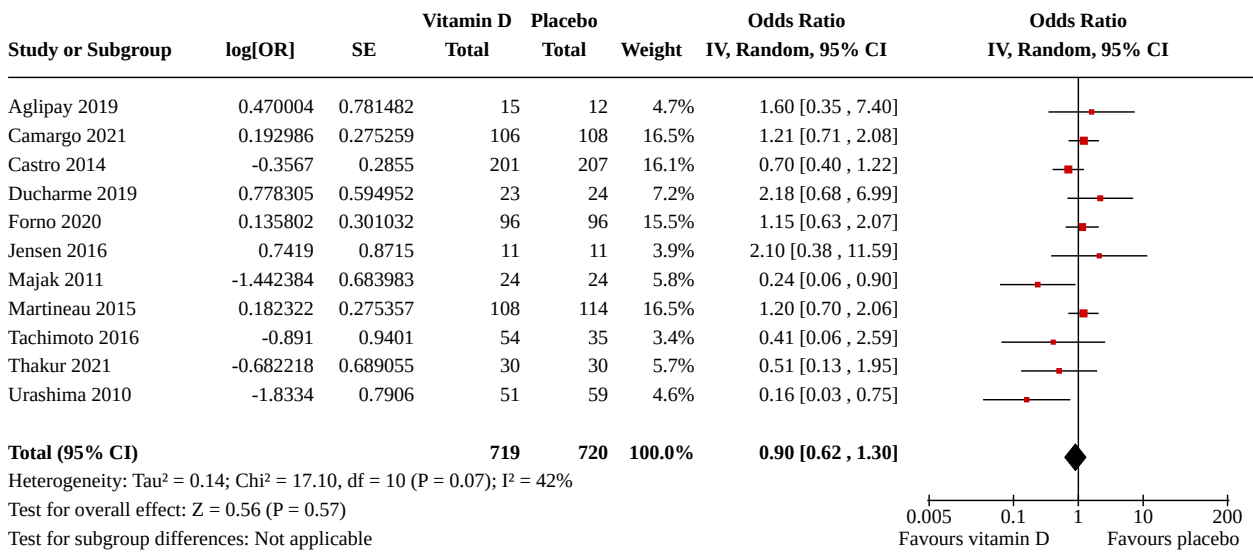 Vitamin D Placebo Odds Ratio Odds Ratio
Study or Subgroup log[OR] SE Total Total Weight IV, Random, 95% CI IV, Random, 95% CI
Aglipay 2019 0.470004 0.781482 15 12 4.7% 1.60 [0.35 , 7.40]
Camargo 2021 0.192986 0.275259 106 108 16.5% 1.21 [0.71 , 2.08]
Castro 2014 -0.3567 0.2855 201 207 16.1% 0.70 [0.40 , 1.22]
Ducharme 2019 0.778305 0.594952 23 24 7.2% 2.18 [0.68 , 6.99]
Forno 2020 0.135802 0.301032 96 96 15.5% 1.15 [0.63 , 2.07]
Jensen 2016 0.7419 0.8715 11 11 3.9% 2.10 [0.38 , 11.59]
Majak 2011 -1.442384 0.683983 24 24 5.8% 0.24 [0.06 , 0.90]
Martineau 2015 0.182322 0.275357 108 114 16.5% 1.20 [0.70 , 2.06]
Tachimoto 2016 -0.891 0.9401 54 35 3.4% 0.41 [0.06 , 2.59]
Thakur 2021 -0.682218 0.689055 30 30 5.7% 0.51 [0.13 , 1.95]
Urashima 2010 -1.8334 0.7906 51 59 4.6% 0.16 [0.03 , 0.75]
Total (95% CI) 719 720 100.0% 0.90 [0.62 , 1.30]
Heterogeneity: Tau² = 0.14; Chi² = 17.10, df = 10 (P = 0.07); I² = 42%
Test for overall effect: Z = 0.56 (P = 0.57)
0.005 0.1 1 10 200
Test for subgroup differences: Not applicable Favours vitamin D Favours placebo